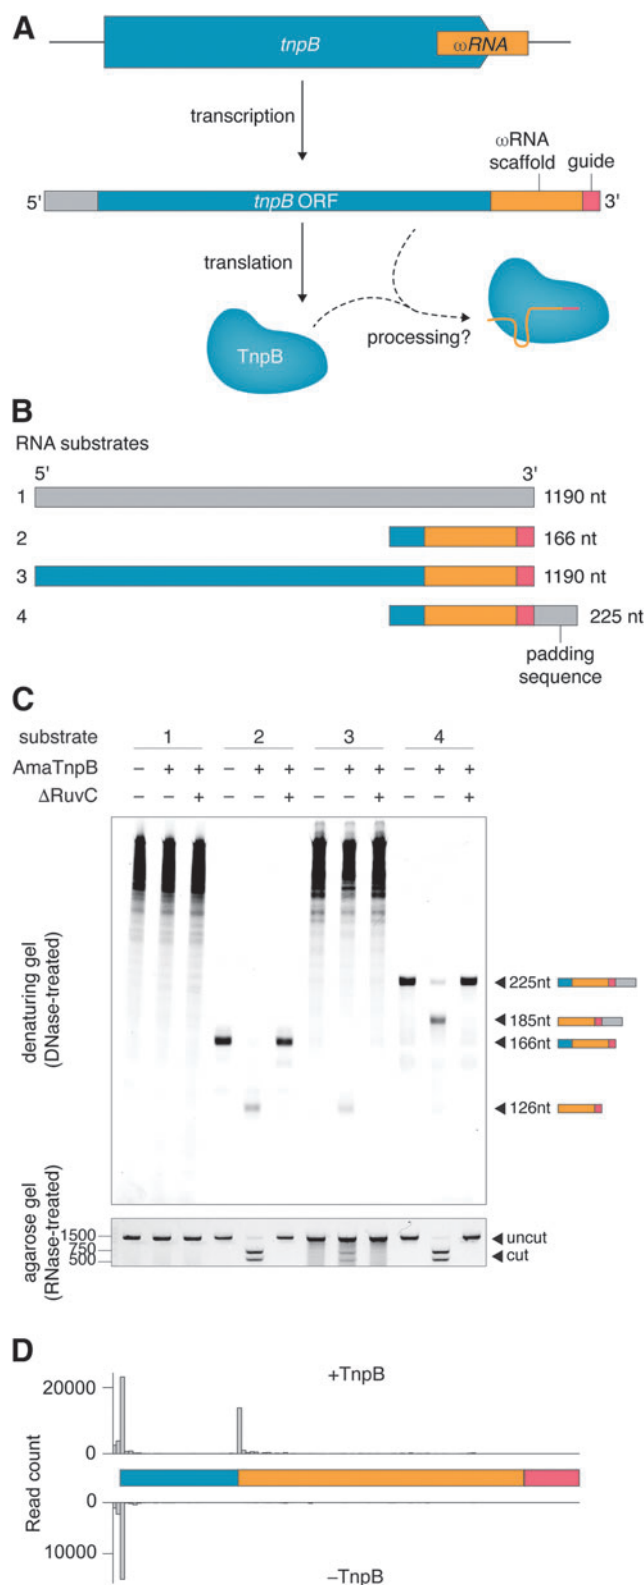 A
tnpB
ωRNA
transcription
ωRNA
scaffold
guide
5'
tnpB ORF
3'
translation
TnpB
processing?
B
RNA substrates
5'
3'
1
1190 nt
2
166 nt
3
1190 nt
4
225 nt
padding
sequence
C
substrate
1
2
3
4
AmaTnpB
– + + – + + – + + – + +
ΔRuvC
– – + – – + – – + – – +
denaturing gel
(DNase-treated)
225nt
185nt
166nt
126nt
agarose gel
(RNase-treated)
1500
750
500
uncut
cut
D
+TnpB
20000
0
Read count
0
10000
–TnpB